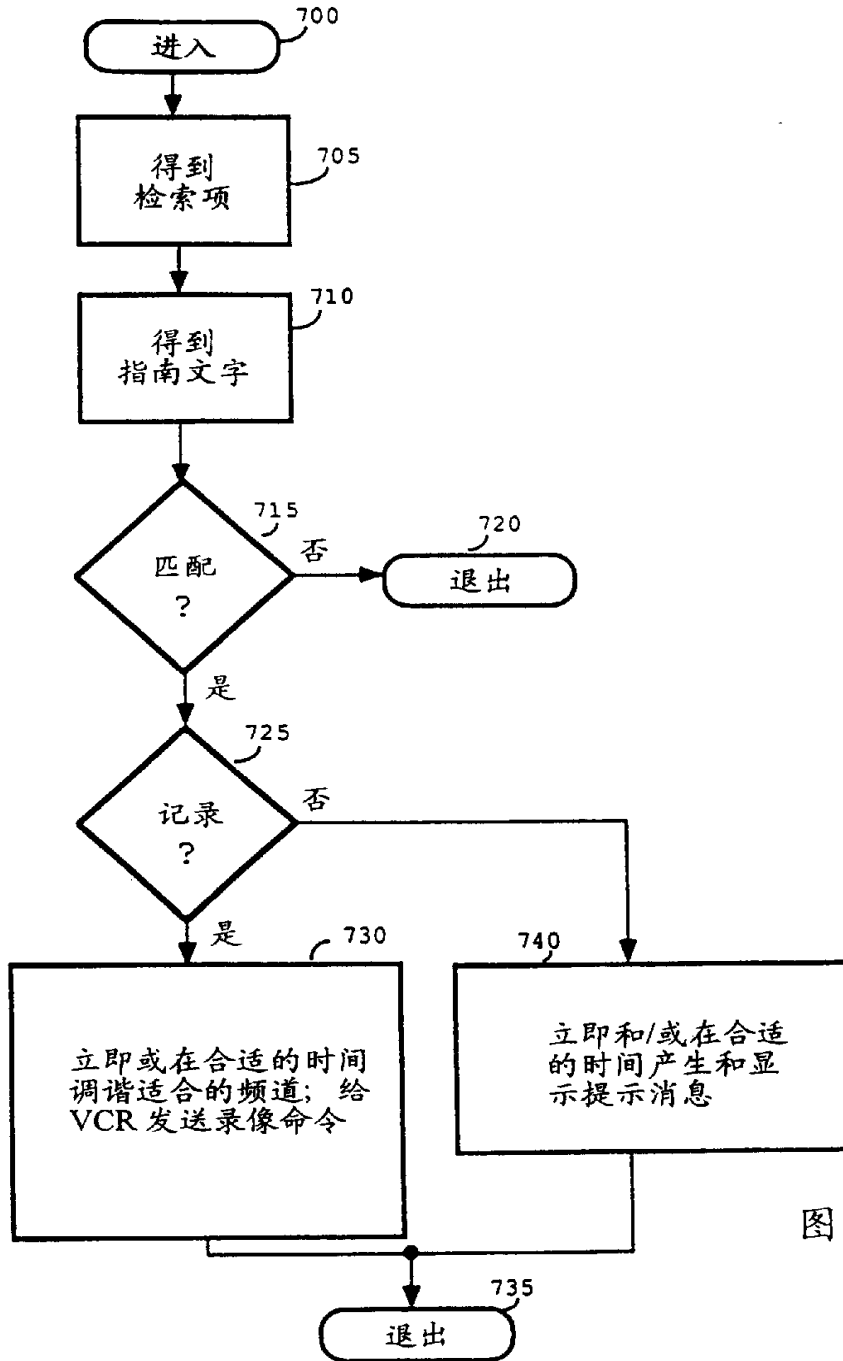 700
进入
705
得到
检索项
710
得到
指南文字
715
匹配
?
否
720
退出
是
725
记录
?
否
是
730
立即或在合适的时间
调谐适合的频道; 给
VCR 发送录像命令
740
立即和/或在合适
的时间产生和显
示提示消息
图
735
退出